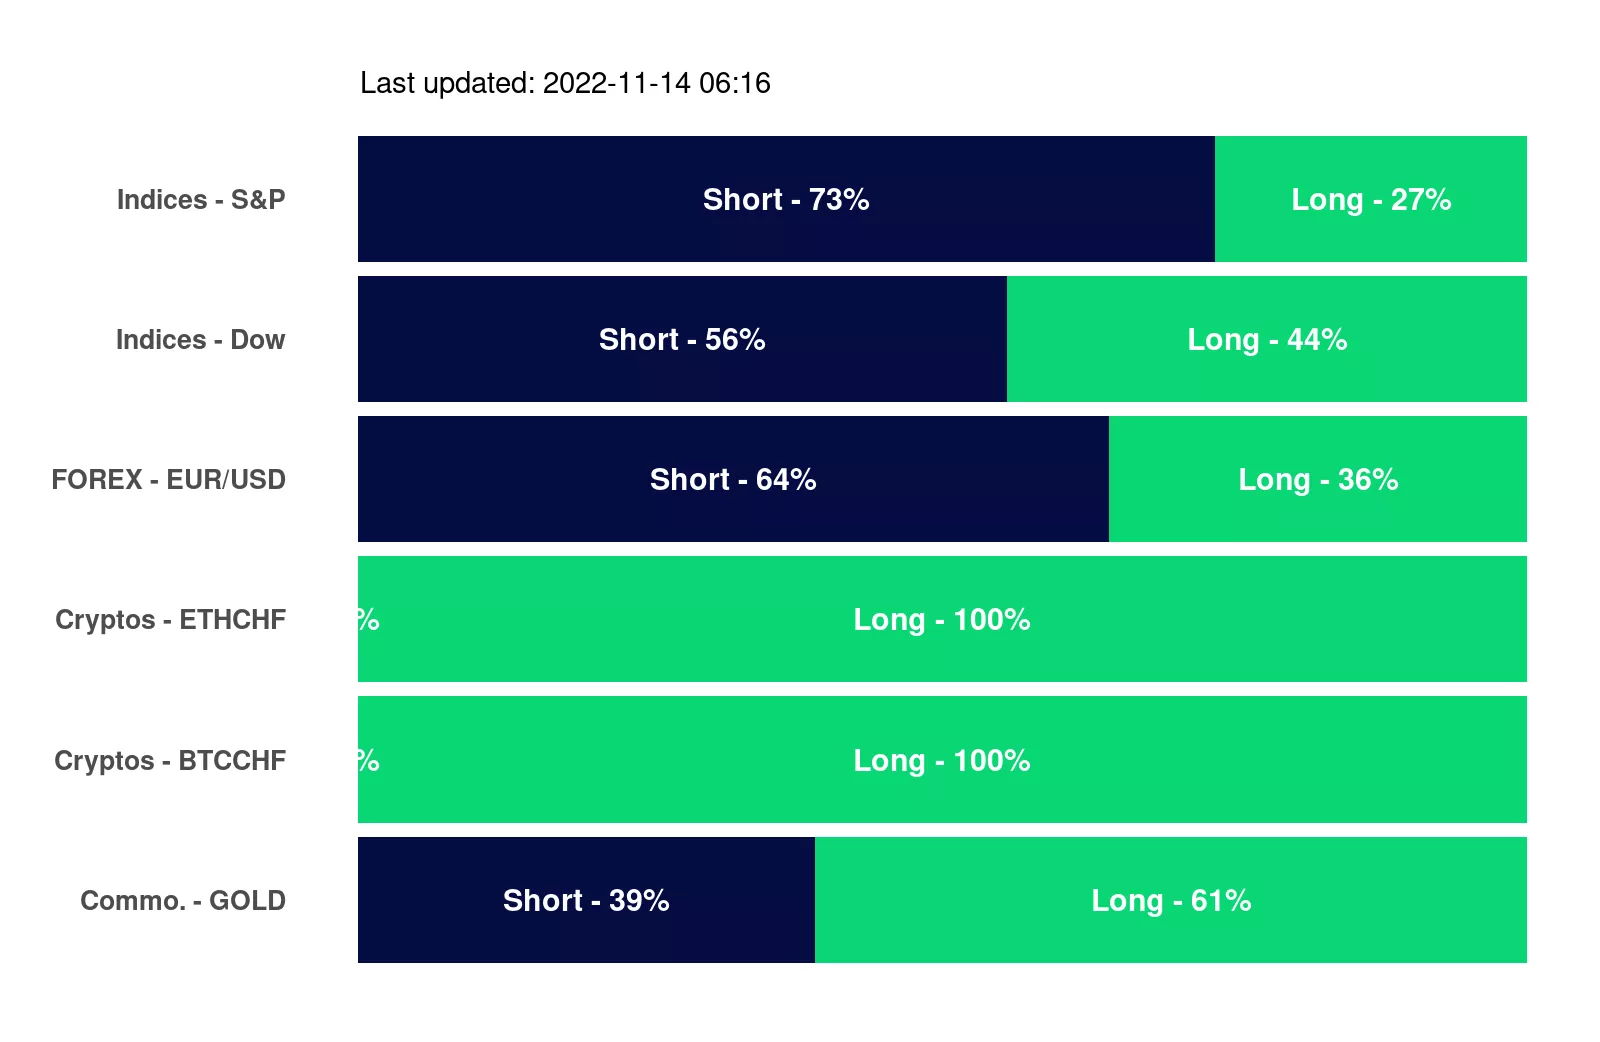 Last updated: 2022-11-14 06:16
Indices - S&P Short - 73% Long - 27%
Indices - Dow Short - 56% Long - 44%
FOREX - EUR/USD Short - 64% Long - 36%
Cryptos - ETHCHF % Long - 100%
Cryptos - BTCCHF % Long - 100%
Commo. - GOLD Short - 39% Long - 61%